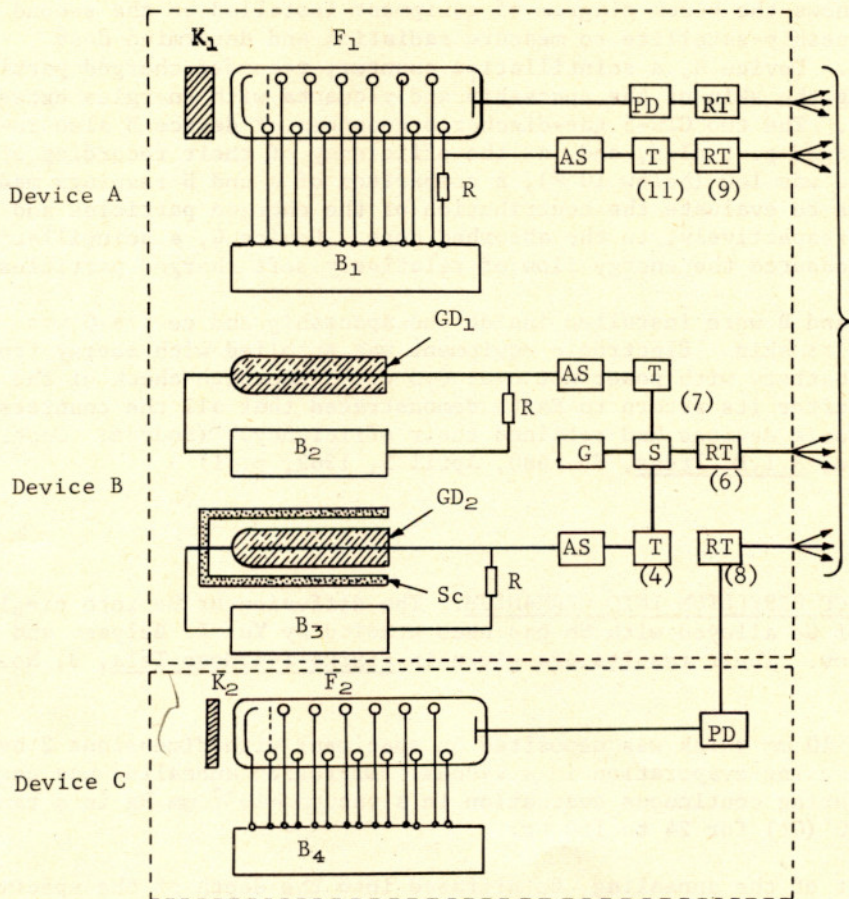 K₁
F₁
PD
RT
AS
T
RT
(11)
(9)
Device A
R
B₁
GD₁
AS
T
R
(7)
B₂
G
S
RT
Device B
GD₂
(6)
AS
T
RT
R
(4)
(8)
Sc
B₃
K₂
F₂
PD
Device C
B₄